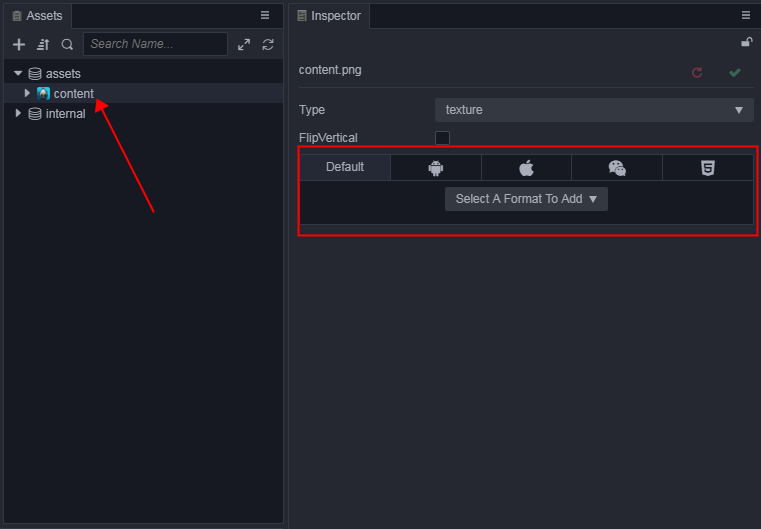 Assets
Search Name...
assets
content
internal
Inspector
content.png
Type
texture
FlipVertical
Default
Select A Format To Add